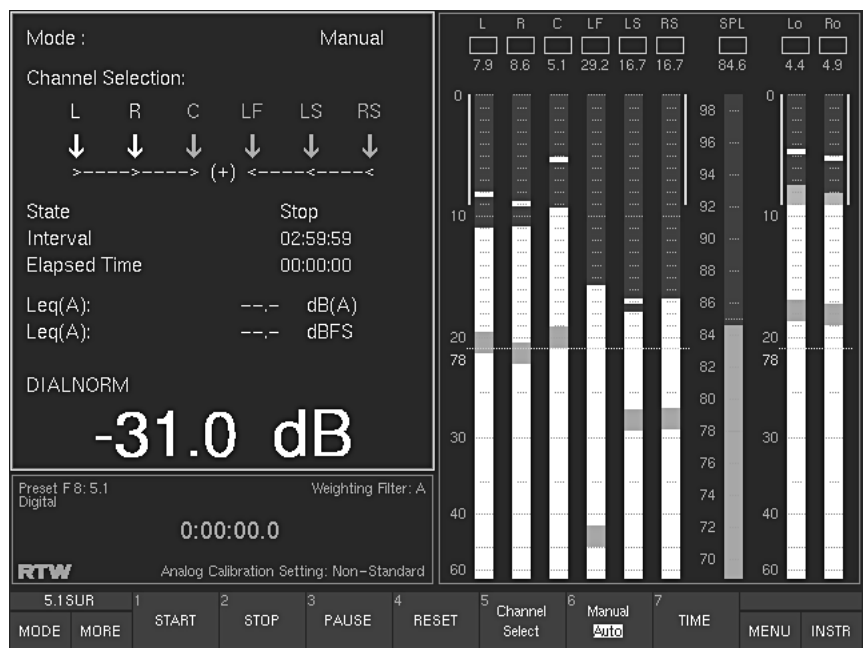 Mode : Manual
Channel Selection:
L R C LF LS RS
>---->----> (+) <----<----<
State Stop
Interval 02:59:59
Elapsed Time 00:00:00
Leq(A): --.- dB(A)
Leq(A): --.- dBFS
DIALNORM
-31.0 dB
Preset F 8: 5.1 Weighting Filter: A
Digital
0:00:00.0
RTW Analog Calibration Setting: Non-Standard
L R C LF LS RS SPL Lo Ro
7.9 8.6 5.1 29.2 16.7 16.7 84.6 4.4 4.9
0 0
98
96
94
92
10 10
90
88
86
84
20 20
78 78
82
80
30 78 30
76
74
40 40
72
70
60 60
5.1SUR 1 START 2 STOP 3 PAUSE 4 RESET 5 Channel Select 6 Manual Auto 7 TIME
MODE MORE MENU INSTR